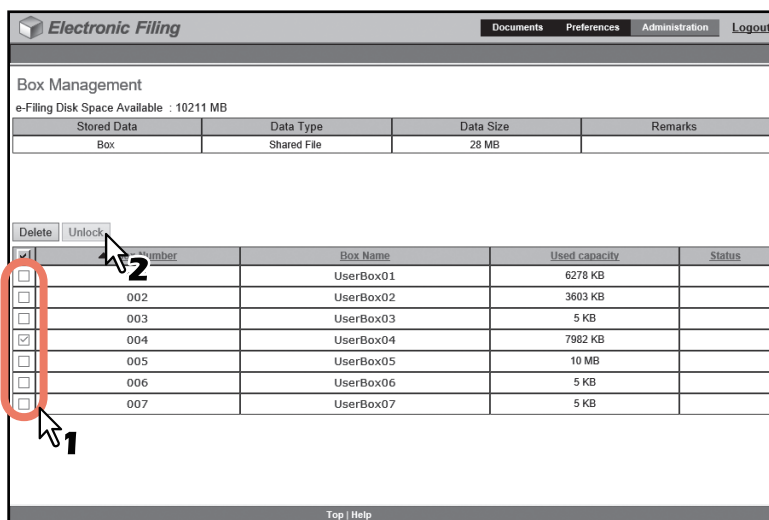 Electronic Filing Documents Preferences Administration Logout
Box Management
e-Filing Disk Space Available : 10211 MB
Stored Data Data Type Data Size Remarks
Box Shared File 28 MB
Delete Unlock
Number Box Name Used capacity Status
2
UserBox01 6278 KB
002 UserBox02 3603 KB
003 UserBox03 5 KB
004 UserBox04 7982 KB
005 UserBox05 10 MB
006 UserBox06 5 KB
007 UserBox07 5 KB
1
Top | Help